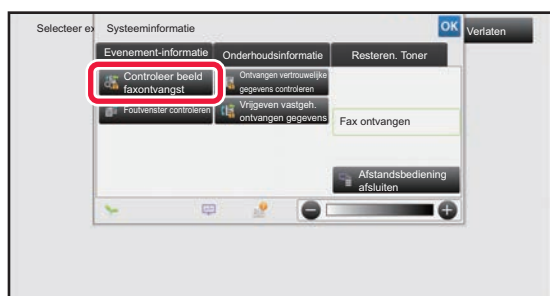 Selecteer ex
Systeeminformatie
OK
Verlaten
Evenement-informatie
Onderhoudsinformatie
Resteren. Toner
Controleer beeld
faxontvangst
Ontvangen vertrouwelijke
gegevens controleren
Foutvenster controleren
Vrijgeven vastgeh.
ontvangen gegevens
Fax ontvangen
Afstandsbediening
afsluiten